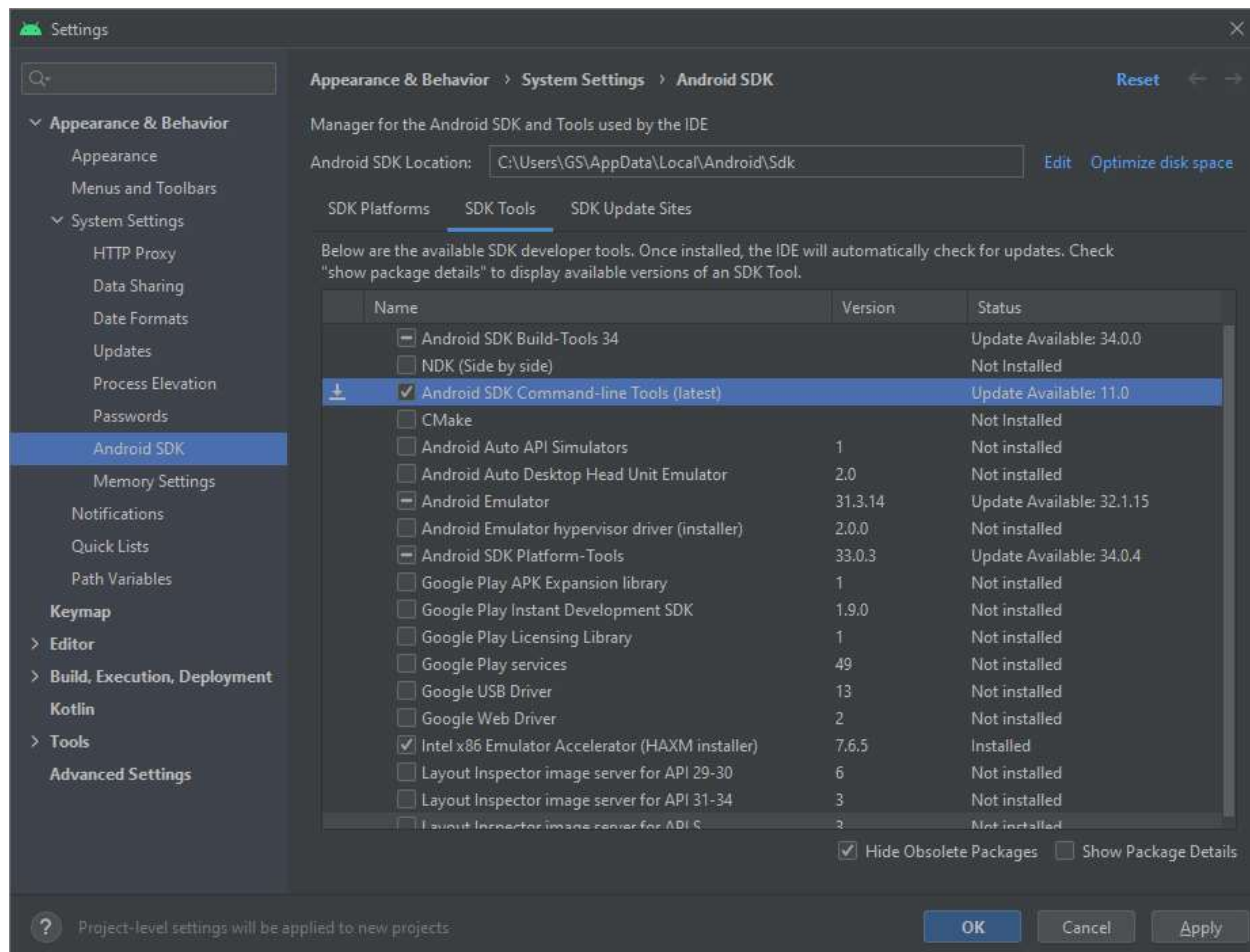 Settings
Appearance & Behavior
Appearance
Menus and Toolbars
System Settings
HTTP Proxy
Data Sharing
Date Formats
Updates
Process Elevation
Passwords
Android SDK
Memory Settings
Notifications
Quick Lists
Path Variables
Keymap
Editor
Build, Execution, Deployment
Kotlin
Tools
Advanced Settings
Appearance & Behavior > System Settings > Android SDK Reset
Manager for the Android SDK and Tools used by the IDE
Android SDK Location: C:\Users\GS\AppData\Local\Android\Sdk Edit Optimize disk space
SDK Platforms SDK Tools SDK Update Sites
Below are the available SDK developer tools. Once installed, the IDE will automatically check for updates. Check
"show package details" to display available versions of an SDK Tool.
Name Version Status
Android SDK Build-Tools 34 Update Available: 34.0.0
NDK (Side by side) Not Installed
Android SDK Command-line Tools (latest) Update Available: 11.0
CMake Not Installed
Android Auto API Simulators 1 Not installed
Android Auto Desktop Head Unit Emulator 2.0 Not installed
Android Emulator 31.3.14 Update Available: 32.1.15
Android Emulator hypervisor driver (installer) 2.0.0 Not installed
Android SDK Platform-Tools 33.0.3 Update Available: 34.0.4
Google Play APK Expansion library 1 Not installed
Google Play Instant Development SDK 1.9.0 Not installed
Google Play Licensing Library 1 Not installed
Google Play services 49 Not installed
Google USB Driver 13 Not installed
Google Web Driver 2 Not installed
Intel x86 Emulator Accelerator (HAXM installer) 7.6.5 Installed
Layout Inspector image server for API 29-30 6 Not installed
Layout Inspector image server for API 31-34 3 Not installed
Layout Inspector image server for API S 3 Not installed
Hide Obsolete Packages Show Package Details
? Project-level settings will be applied to new projects
OK Cancel Apply